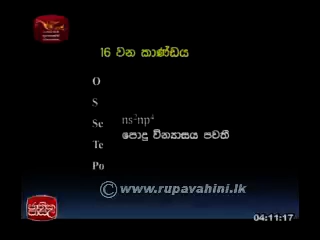 16 වන කාණ්ඩය
O
S
Se
Te
Po
ns²np⁴
පොදු වින්‍යාසය පවතී
©www.rupavahini.lk
04:11:17